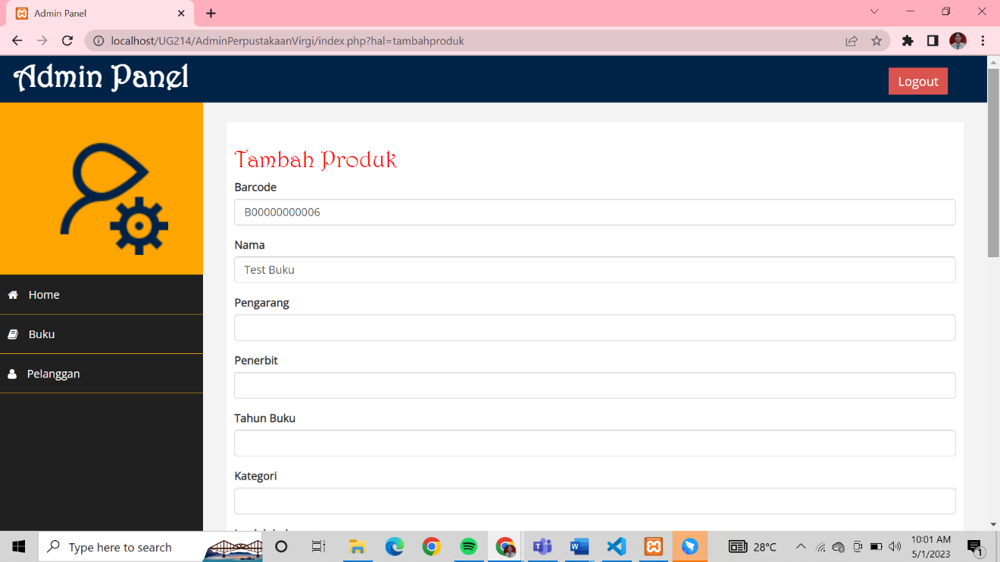 Admin Panel
localhost/UG214/AdminPerpustakaanVirgi/index.php?hal=tambahproduk
Admin Panel
Logout
Tambah Produk
Barcode
B00000000006
Nama
Test Buku
Home
Pengarang
Buku
Penerbit
Pelanggan
Tahun Buku
Kategori
Type here to search
28°C
10:01 AM
5/1/2023
1